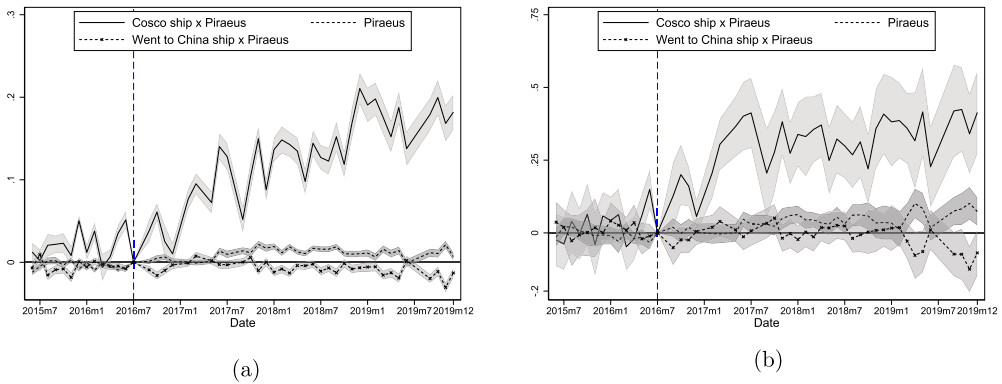 Cosco ship x Piraeus
Piraeus
Went to China ship x Piraeus
.3
.2
.1
0
2015m7 2016m1 2016m7 2017m1 2017m7 2018m1 2018m7 2019m1 2019m7 2019m12
Date
(a)
Cosco ship x Piraeus
Piraeus
Went to China ship x Piraeus
.75
.5
.25
0
-.2
2015m7 2016m1 2016m7 2017m1 2017m7 2018m1 2018m7 2019m1 2019m7 2019m12
Date
(b)